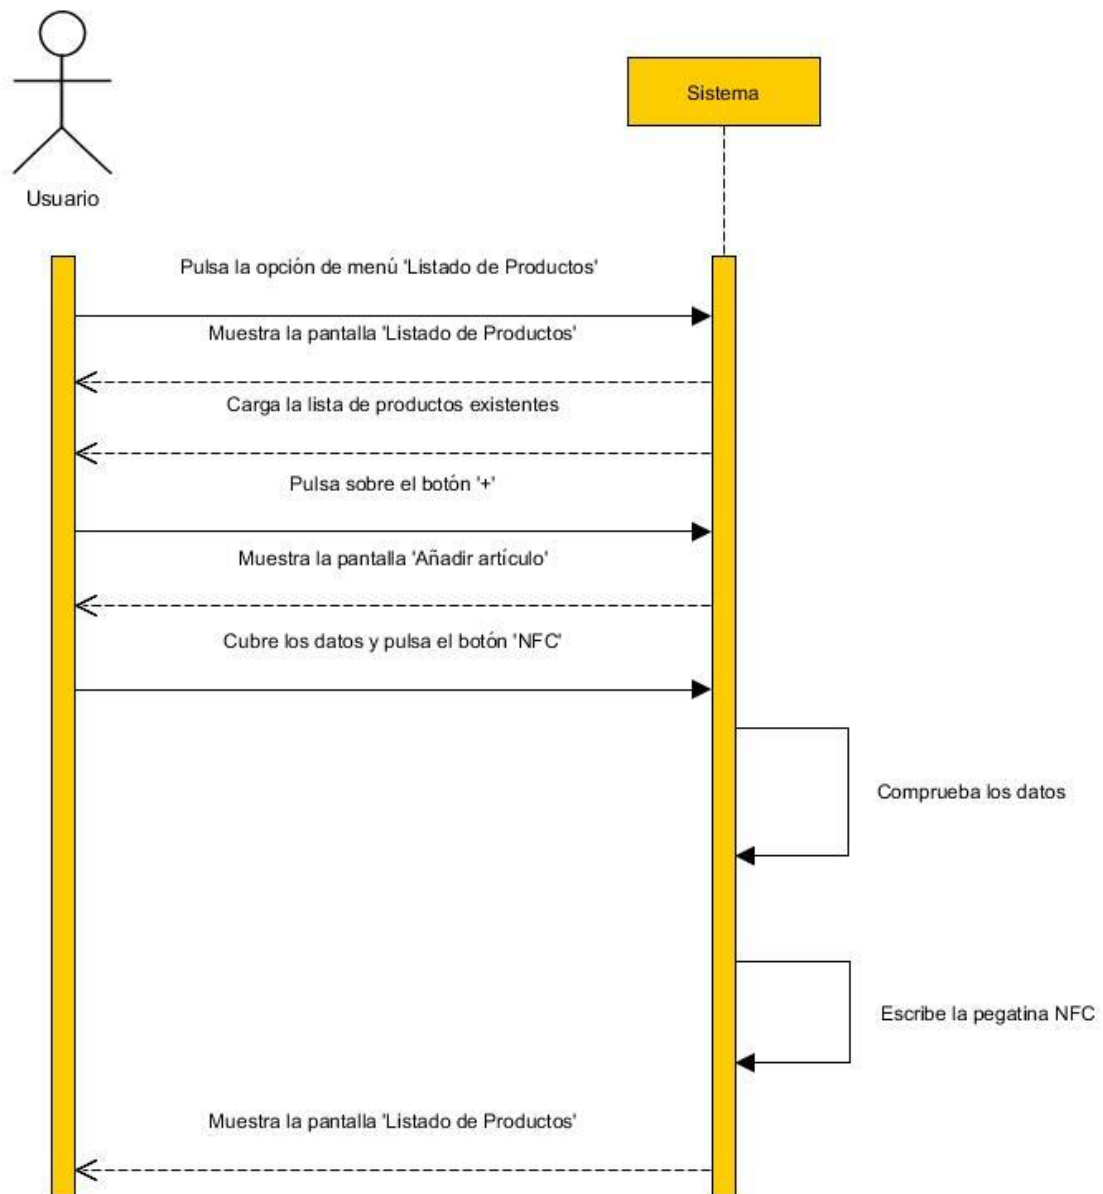 Sistema
Usuario
Pulsa la opción de menú 'Listado de Productos'
Muestra la pantalla 'Listado de Productos'
Carga la lista de productos existentes
Pulsa sobre el botón '+'
Muestra la pantalla 'Añadir artículo'
Cubre los datos y pulsa el botón 'NFC'
Comprueba los datos
Escribe la pegatina NFC
Muestra la pantalla 'Listado de Productos'